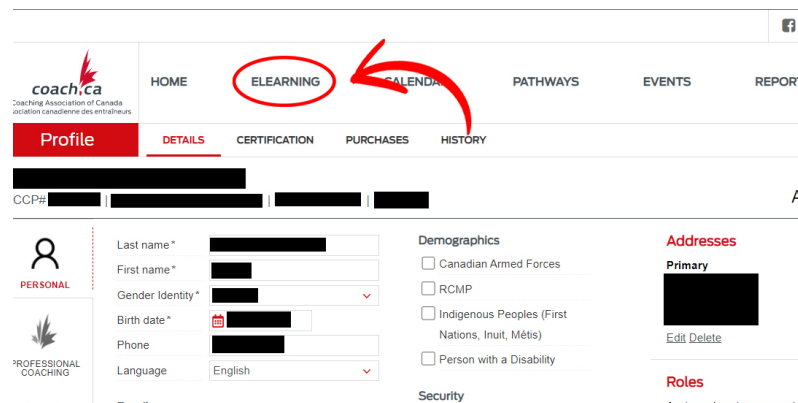 coach.ca
Coaching Association of Canada
ociation canadienne des entraîneurs
HOME
ELEARNING
CALENDA
PATHWAYS
EVENTS
REPOR
Profile
DETAILS
CERTIFICATION
PURCHASES
HISTORY
CCP# | | |
A
PERSONAL
PROFESSIONAL
COACHING
Last name*
First name*
Gender Identity*
Birth date*
Phone
Language English
Demographics
Canadian Armed Forces
RCMP
Indigenous Peoples (First
Nations, Inuit, Métis)
Person with a Disability
Security
Addresses
Primary
Edit Delete
Roles